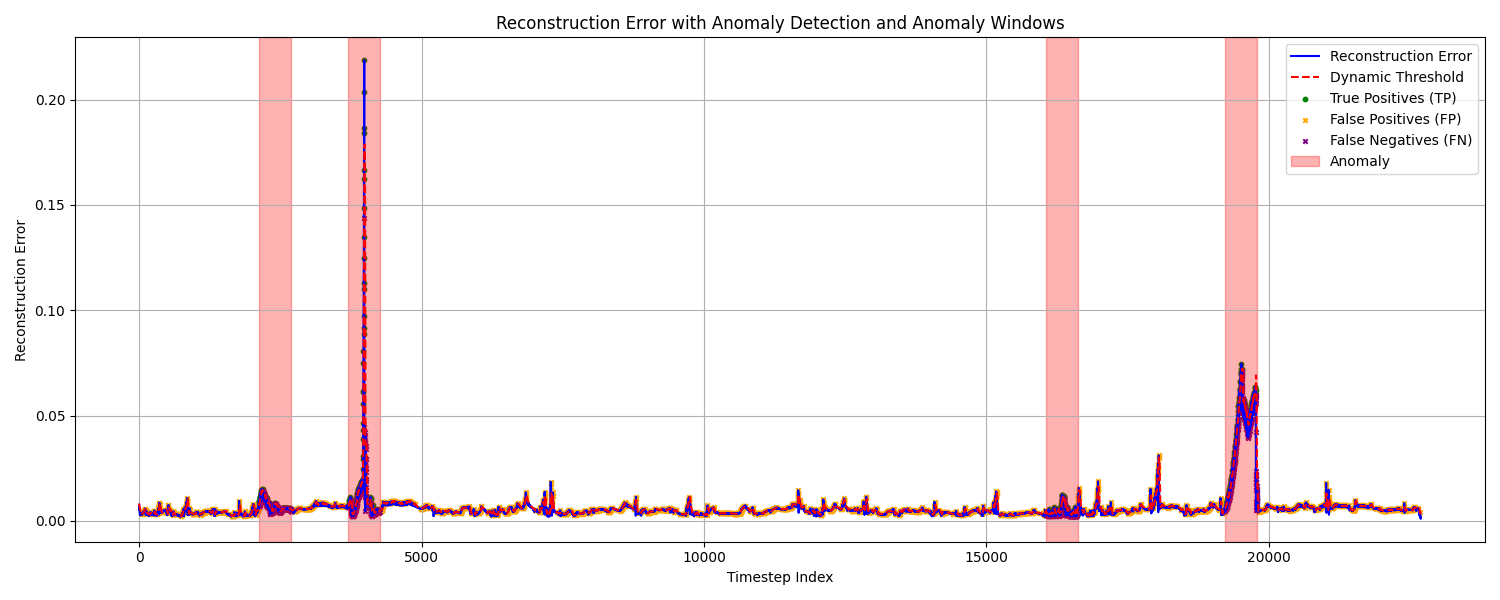 Reconstruction Error with Anomaly Detection and Anomaly Windows
Reconstruction Error
0.20
0.15
0.10
0.05
0.00
Reconstruction Error
Dynamic Threshold
True Positives (TP)
False Positives (FP)
False Negatives (FN)
Anomaly
0
5000
10000
15000
20000
Timestep Index